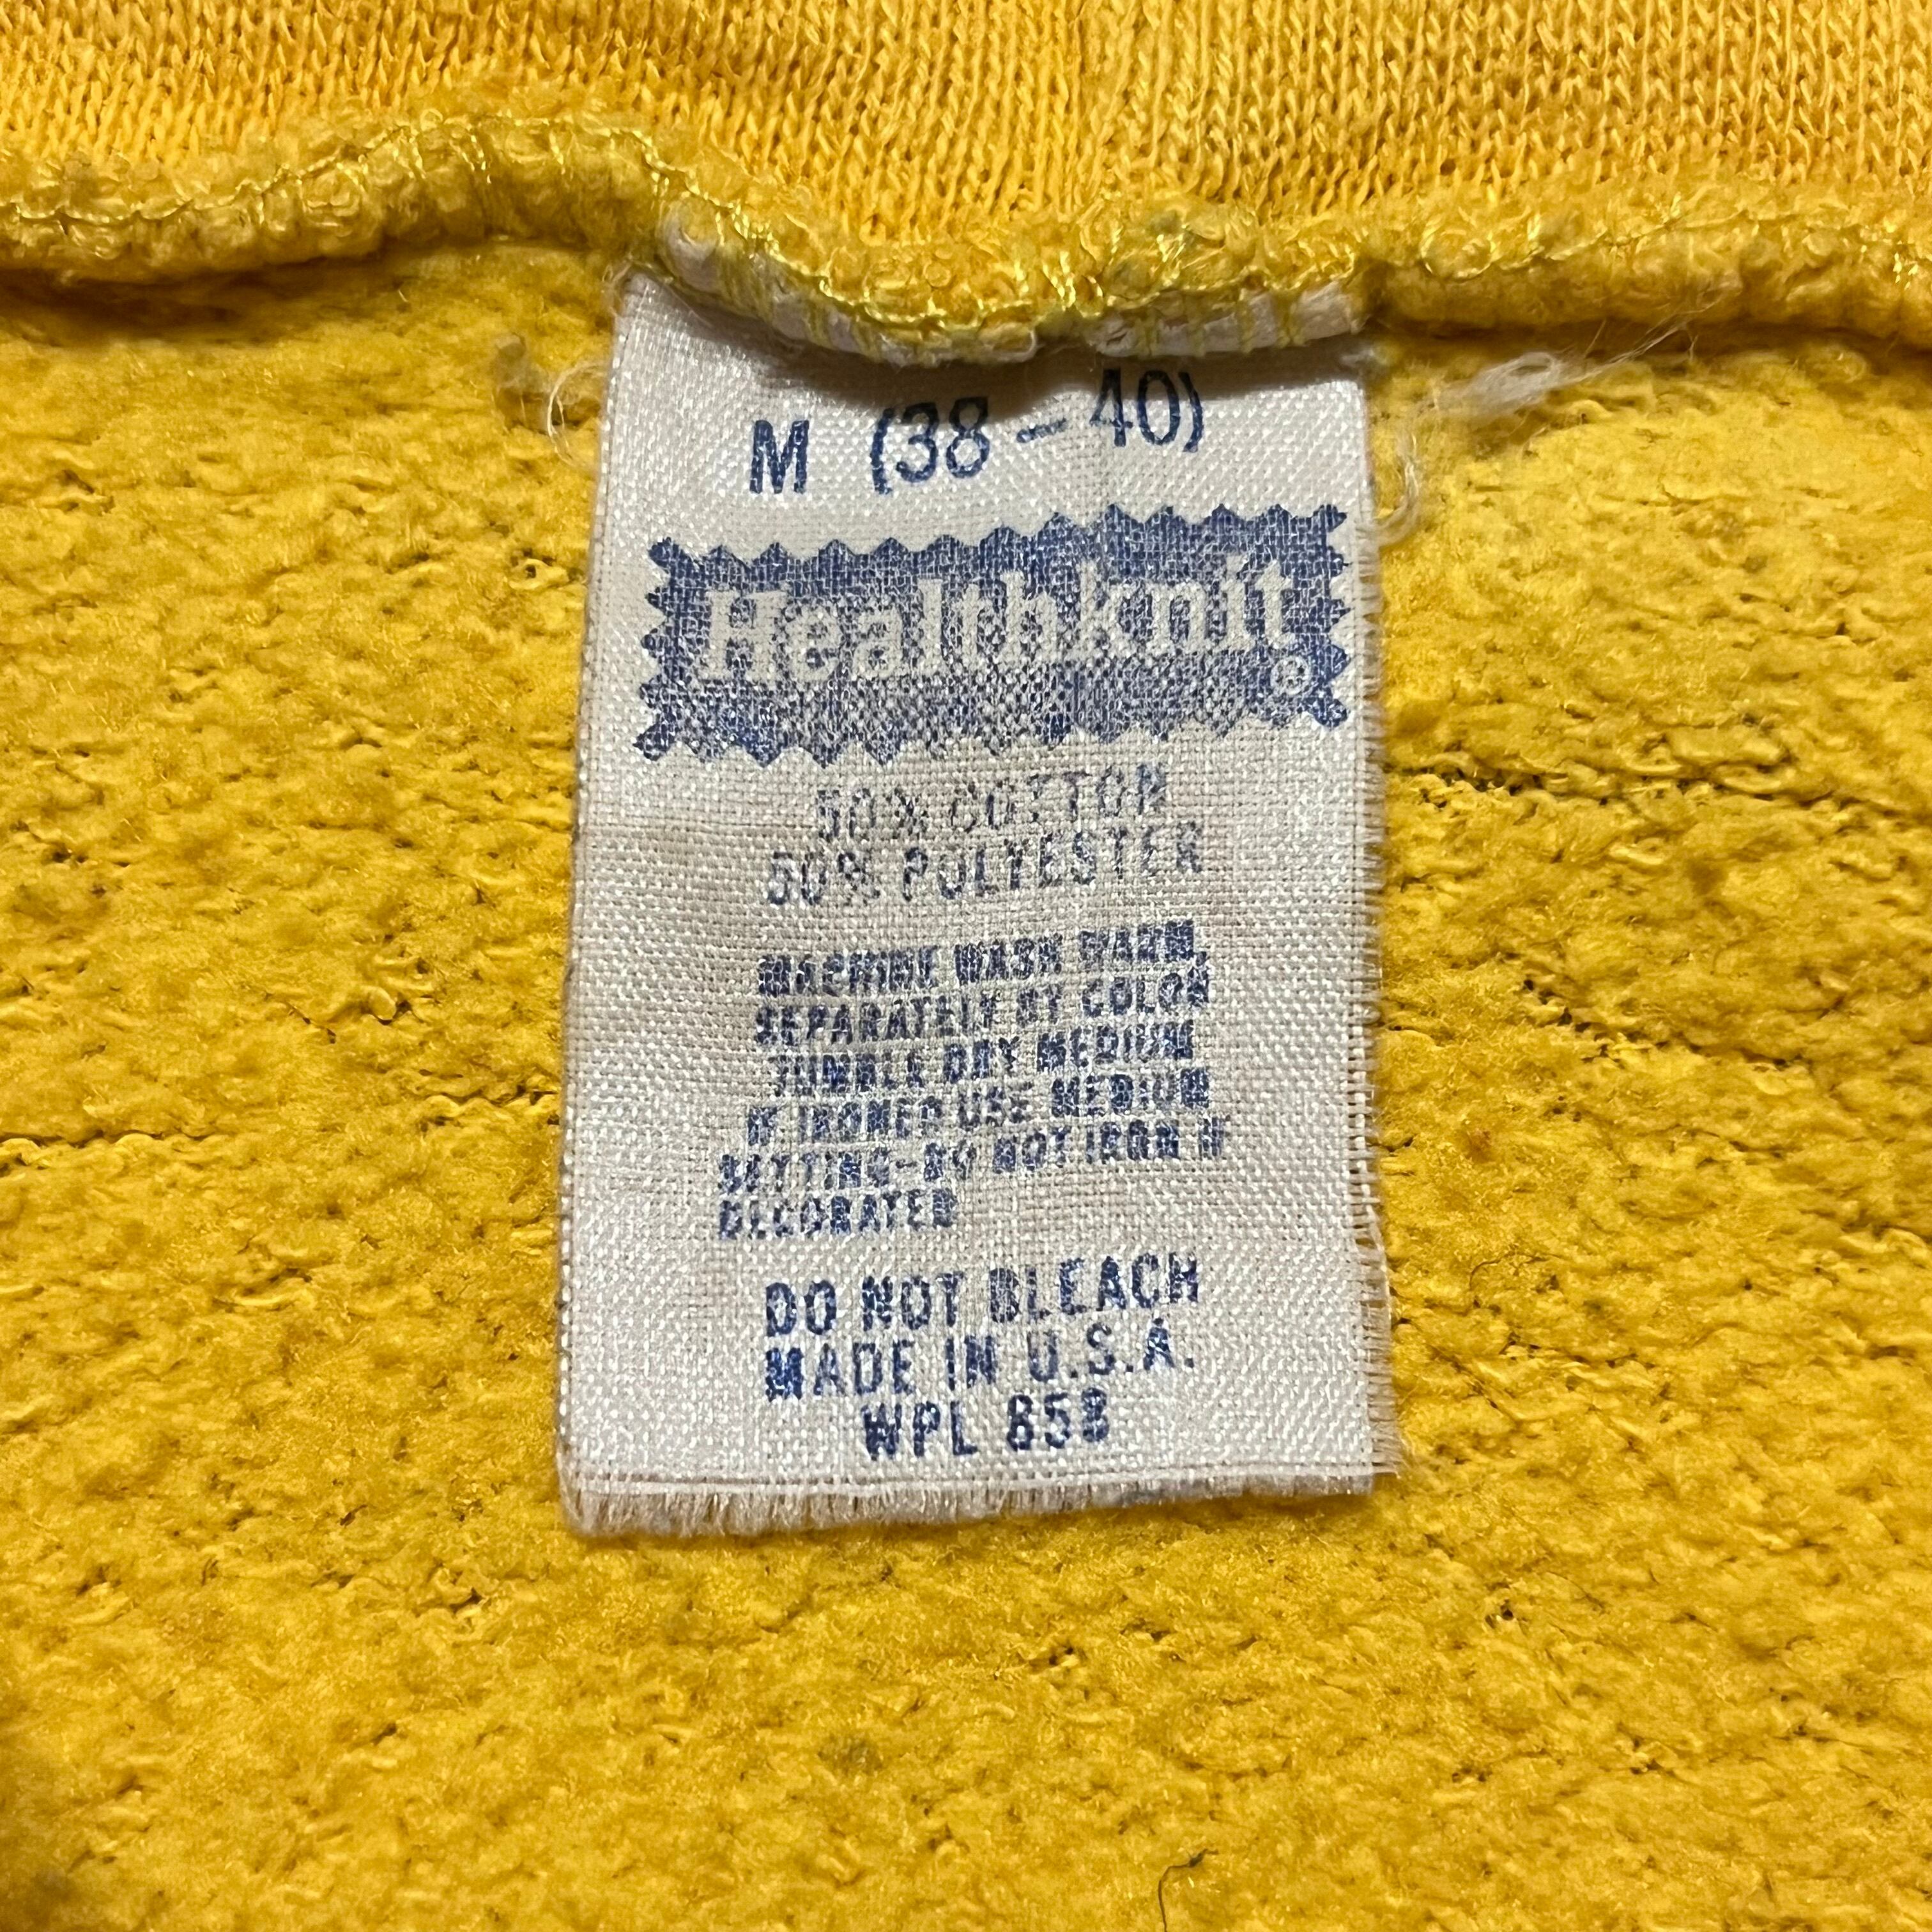 M (38 – 40)
Healthknit®
50% COTTON
50% POLYESTER
MACHINE WASH WARM,
SEPARATELY BY COLOR
TUMBLE DRY MEDIUM
IF IRONED USE MEDIUM
SETTING–DO NOT IRON IF
DECORATED
DO NOT BLEACH
MADE IN U.S.A.
WPL 858